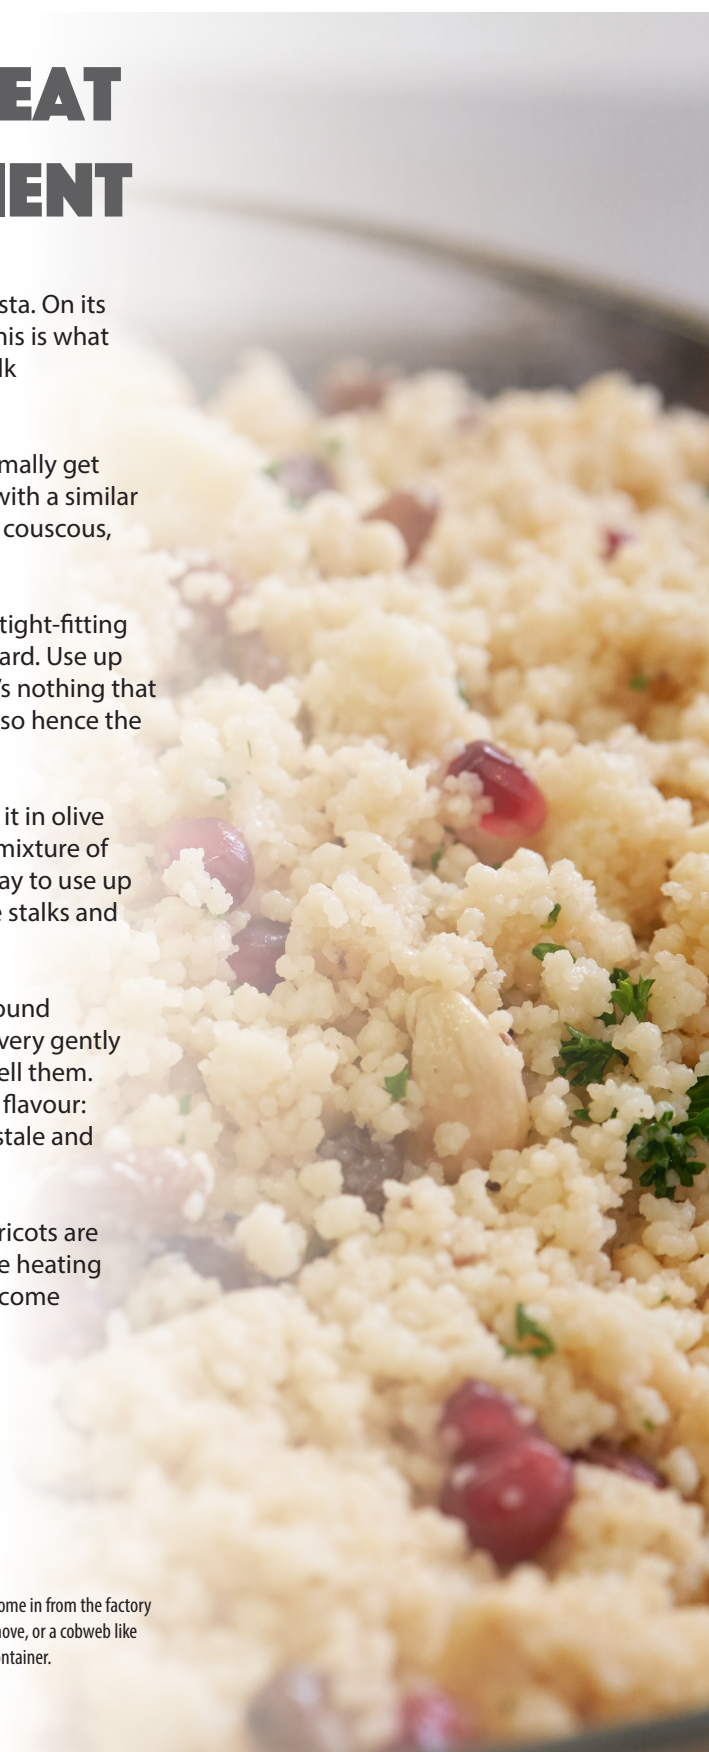 EAT
ENT
sta. On its
his is what
lk
mally get
with a similar
couscous,
tight-fitting
ard. Use up
’s nothing that
so hence the
it in olive
mixture of
ay to use up
e stalks and
ound
very gently
ell them.
flavour:
stale and
ricots are
e heating
come
ome in from the factory
nove, or a cobweb like
ontainer.